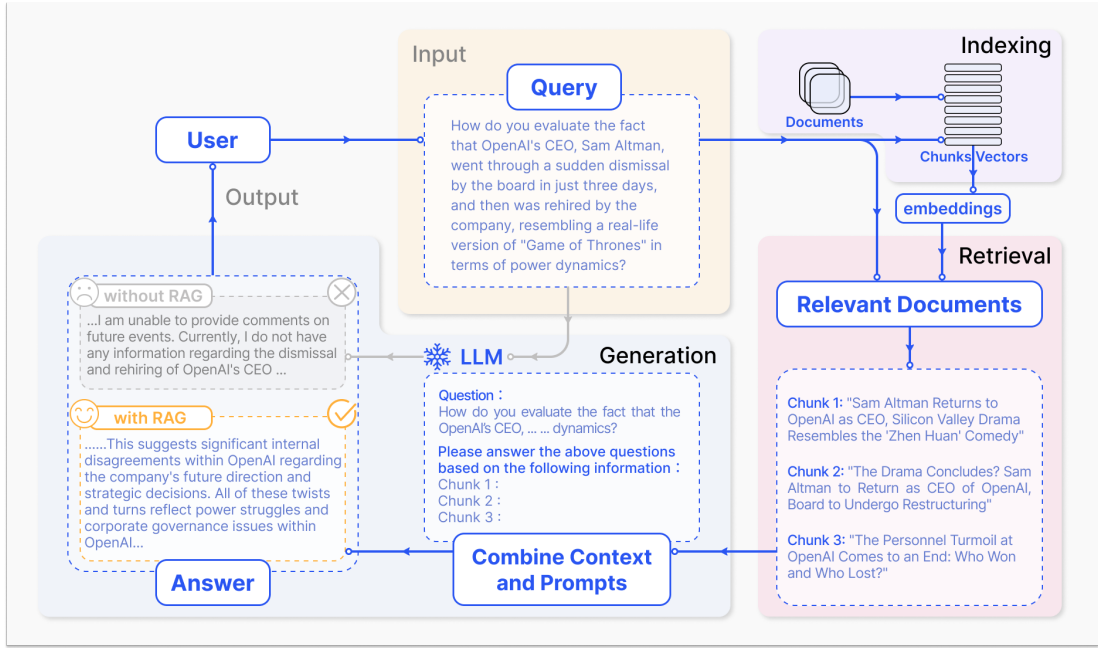 Input
Query
How do you evaluate the fact
that OpenAI's CEO, Sam Altman,
went through a sudden dismissal
by the board in just three days,
and then was rehired by the
company, resembling a real-life
version of "Game of Thrones" in
terms of power dynamics?
Indexing
Documents
Chunks Vectors
embeddings
User
Output
Retrieval
Relevant Documents
Chunk 1: "Sam Altman Returns to
OpenAI as CEO, Silicon Valley Drama
Resembles the 'Zhen Huan' Comedy"
Chunk 2: "The Drama Concludes? Sam
Altman to Return as CEO of OpenAI,
Board to Undergo Restructuring"
Chunk 3: "The Personnel Turmoil at
OpenAI Comes to an End: Who Won
and Who Lost?"
without RAG
...I am unable to provide comments on
future events. Currently, I do not have
any information regarding the dismissal
and rehiring of OpenAI's CEO ...
with RAG
......This suggests significant internal
disagreements within OpenAI regarding
the company's future direction and
strategic decisions. All of these twists
and turns reflect power struggles and
corporate governance issues within
OpenAI...
Answer
LLM
Generation
Question：
How do you evaluate the fact that the
OpenAI's CEO, ... ... dynamics?
Please answer the above questions
based on the following information：
Chunk 1：
Chunk 2：
Chunk 3：
Combine Context
and Prompts